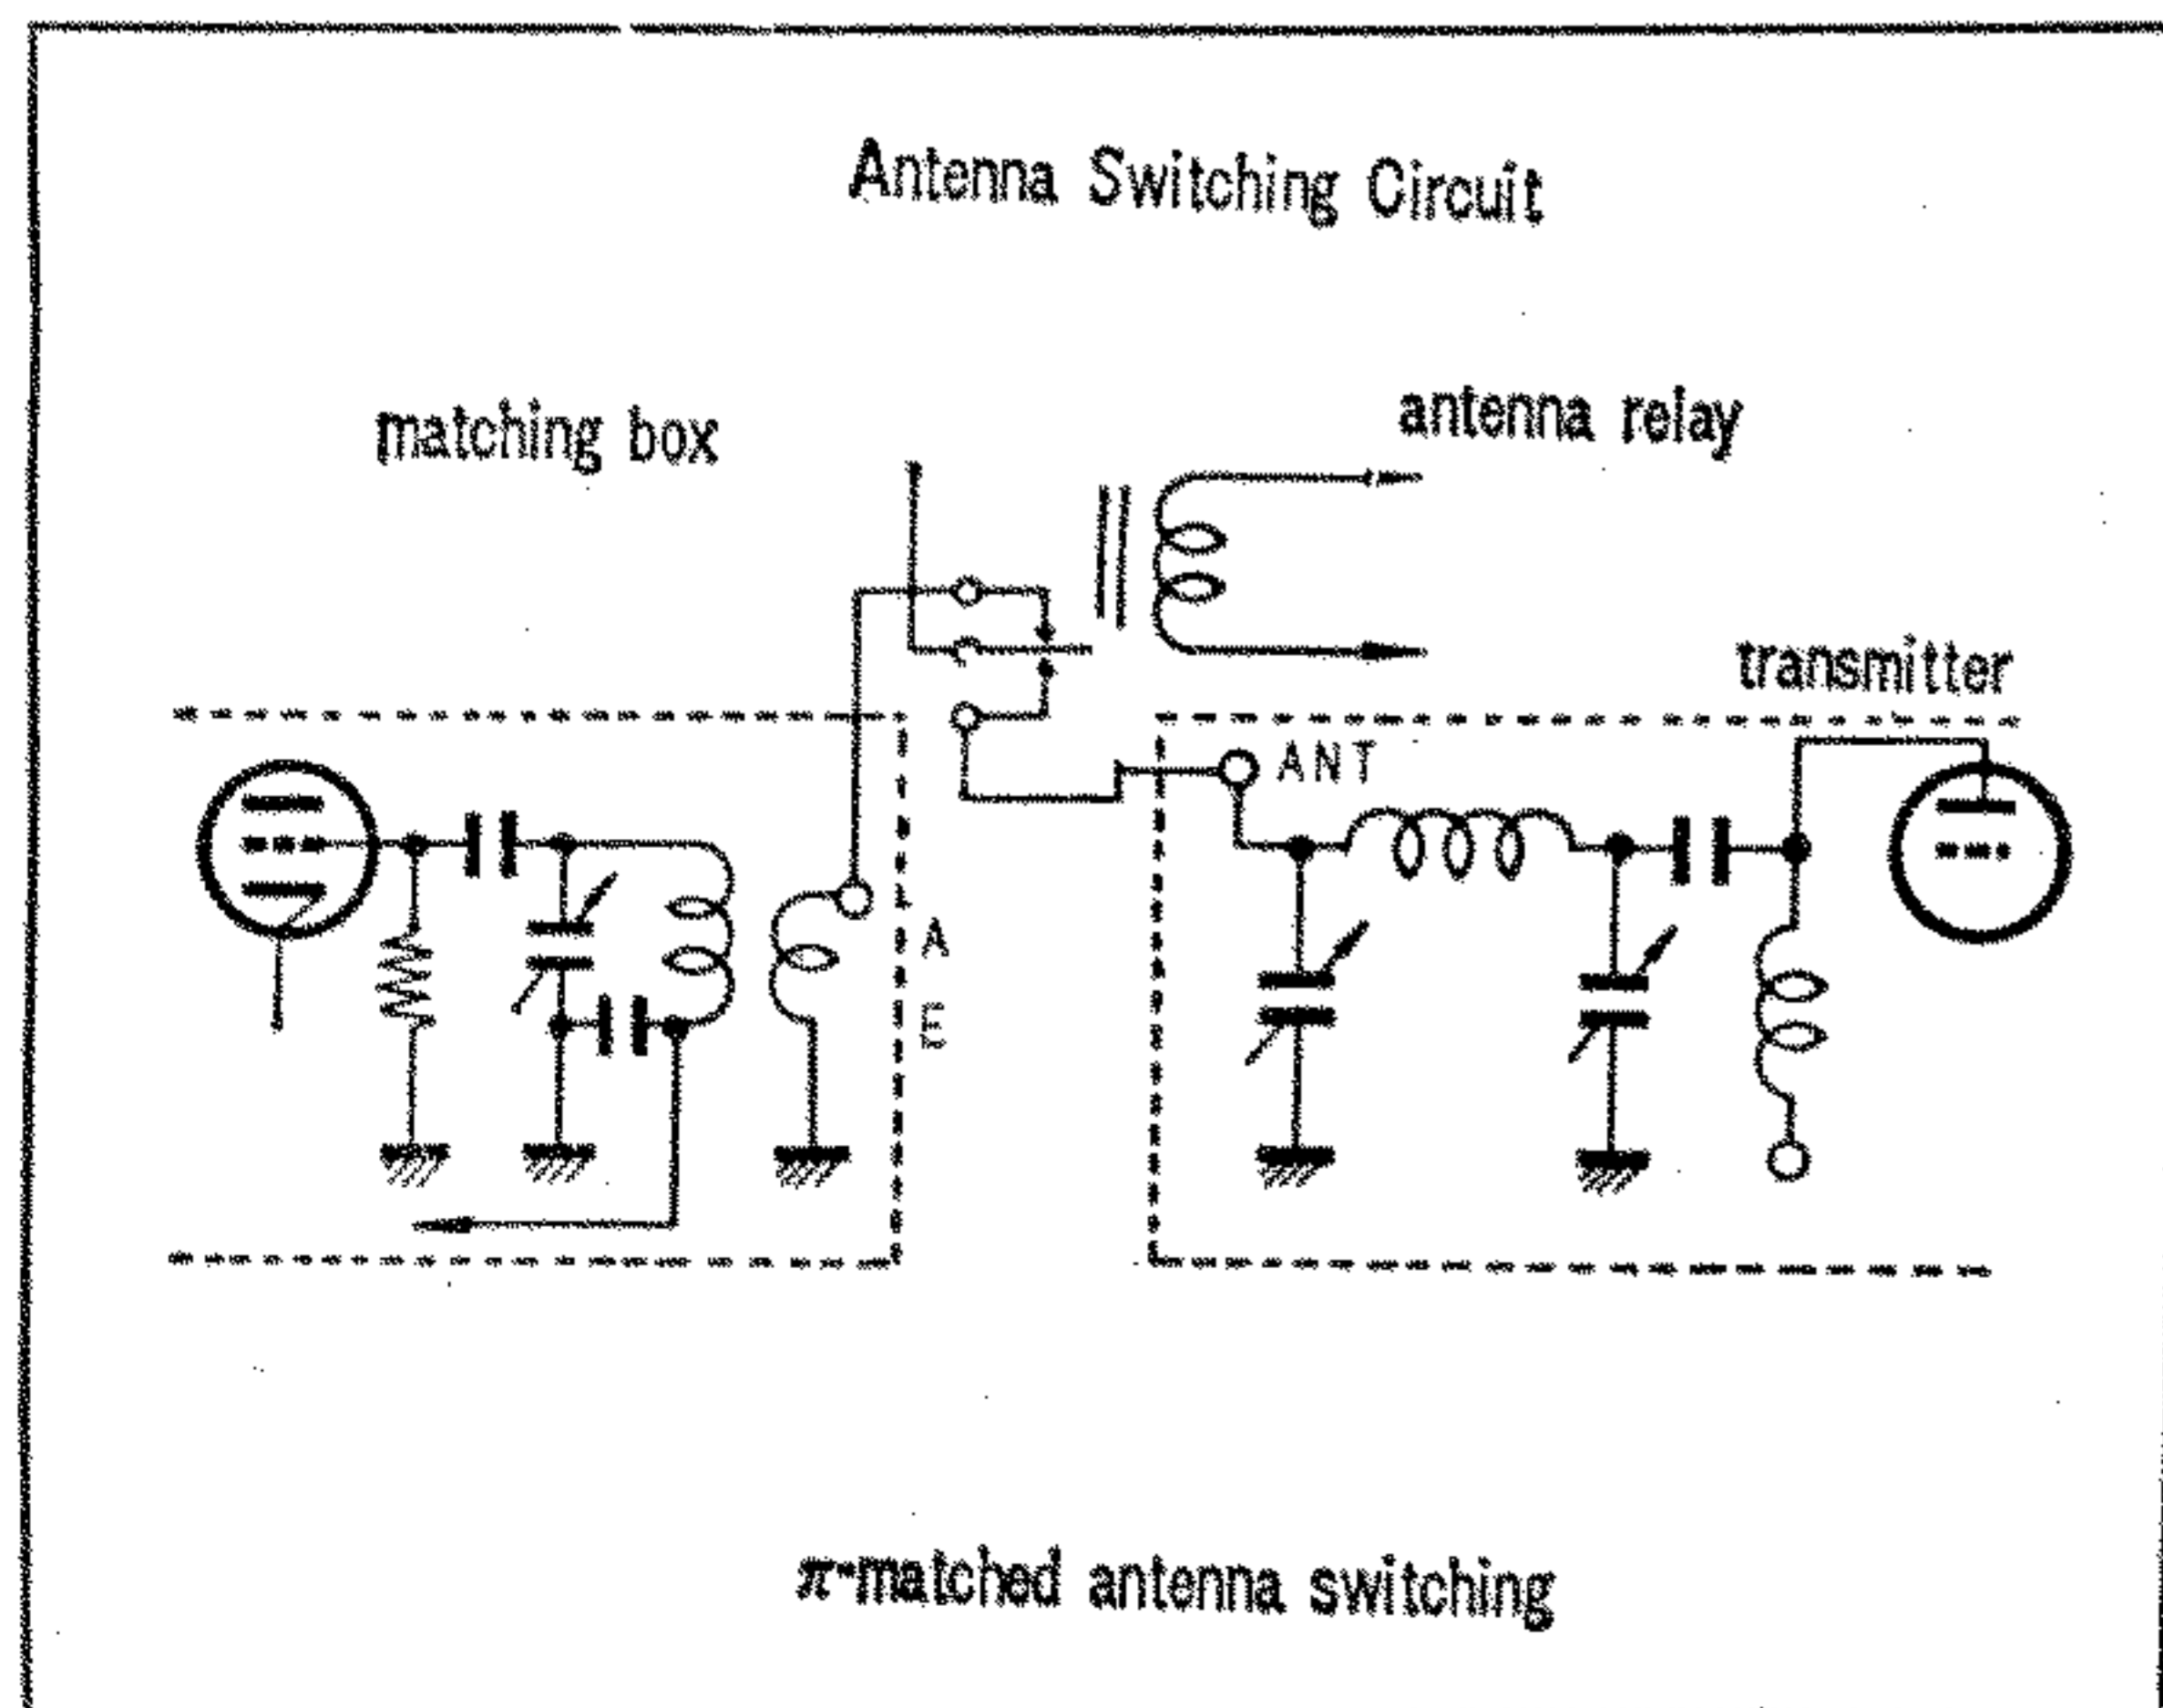 Antenna Switching Circuit
matching box
antenna relay
transmitter
ANT
A
E
π-matched antenna switching